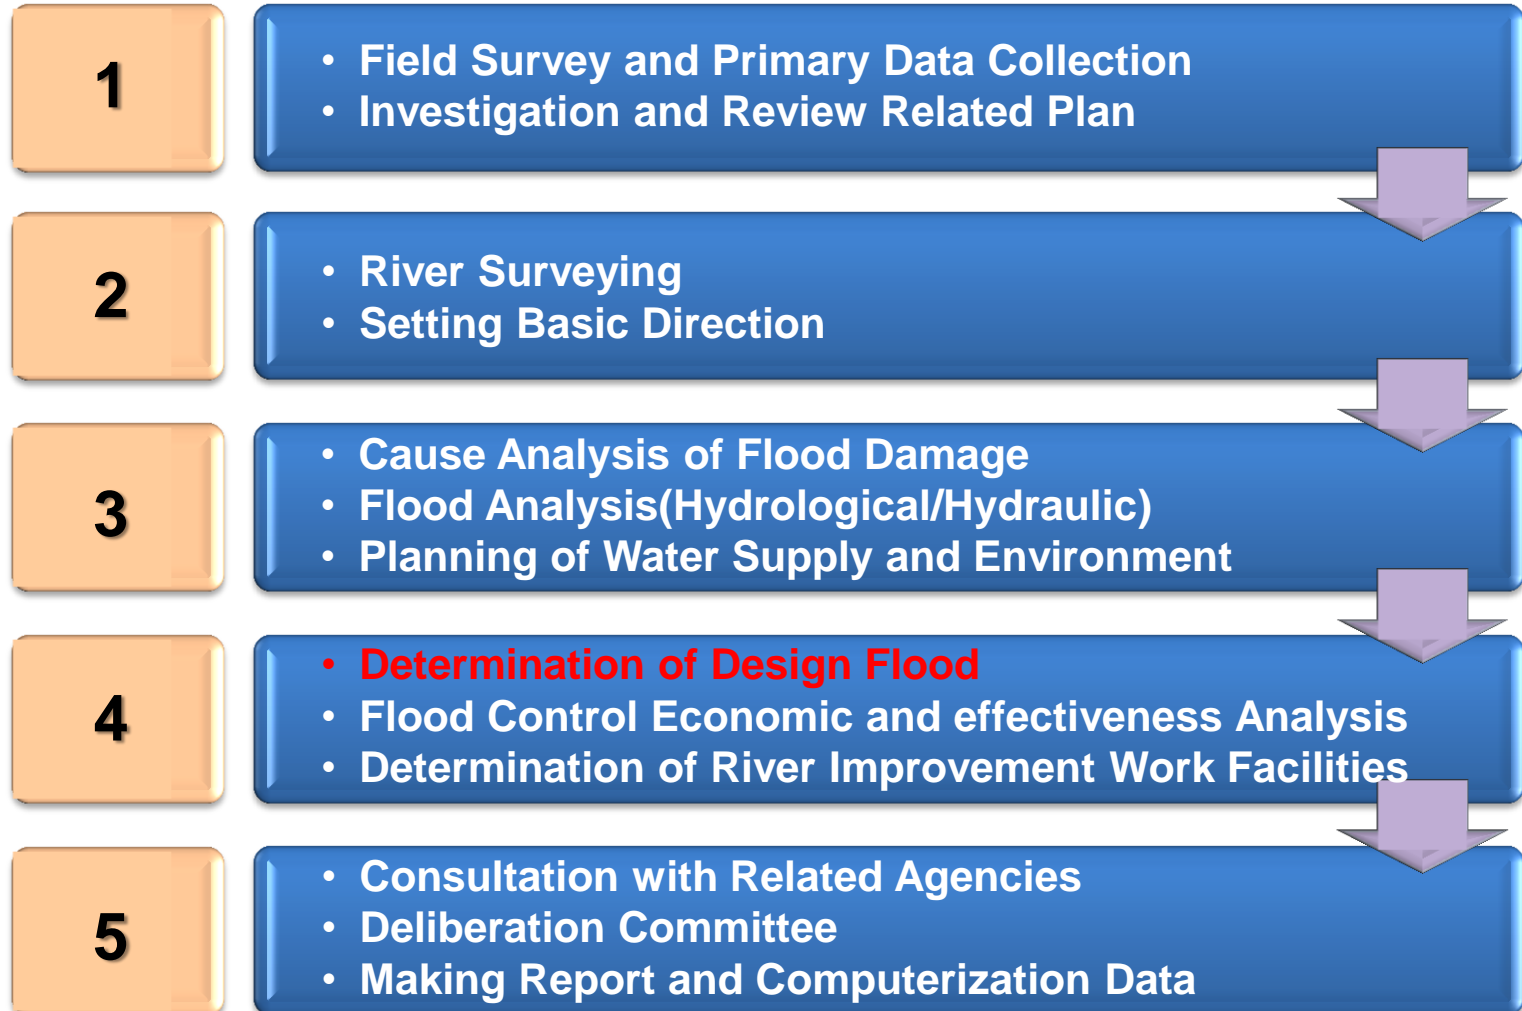 1
• Field Survey and Primary Data Collection
• Investigation and Review Related Plan
2
• River Surveying
• Setting Basic Direction
3
• Cause Analysis of Flood Damage
• Flood Analysis(Hydrological/Hydraulic)
• Planning of Water Supply and Environment
4
• Determination of Design Flood
• Flood Control Economic and effectiveness Analysis
• Determination of River Improvement Work Facilities
5
• Consultation with Related Agencies
• Deliberation Committee
• Making Report and Computerization Data